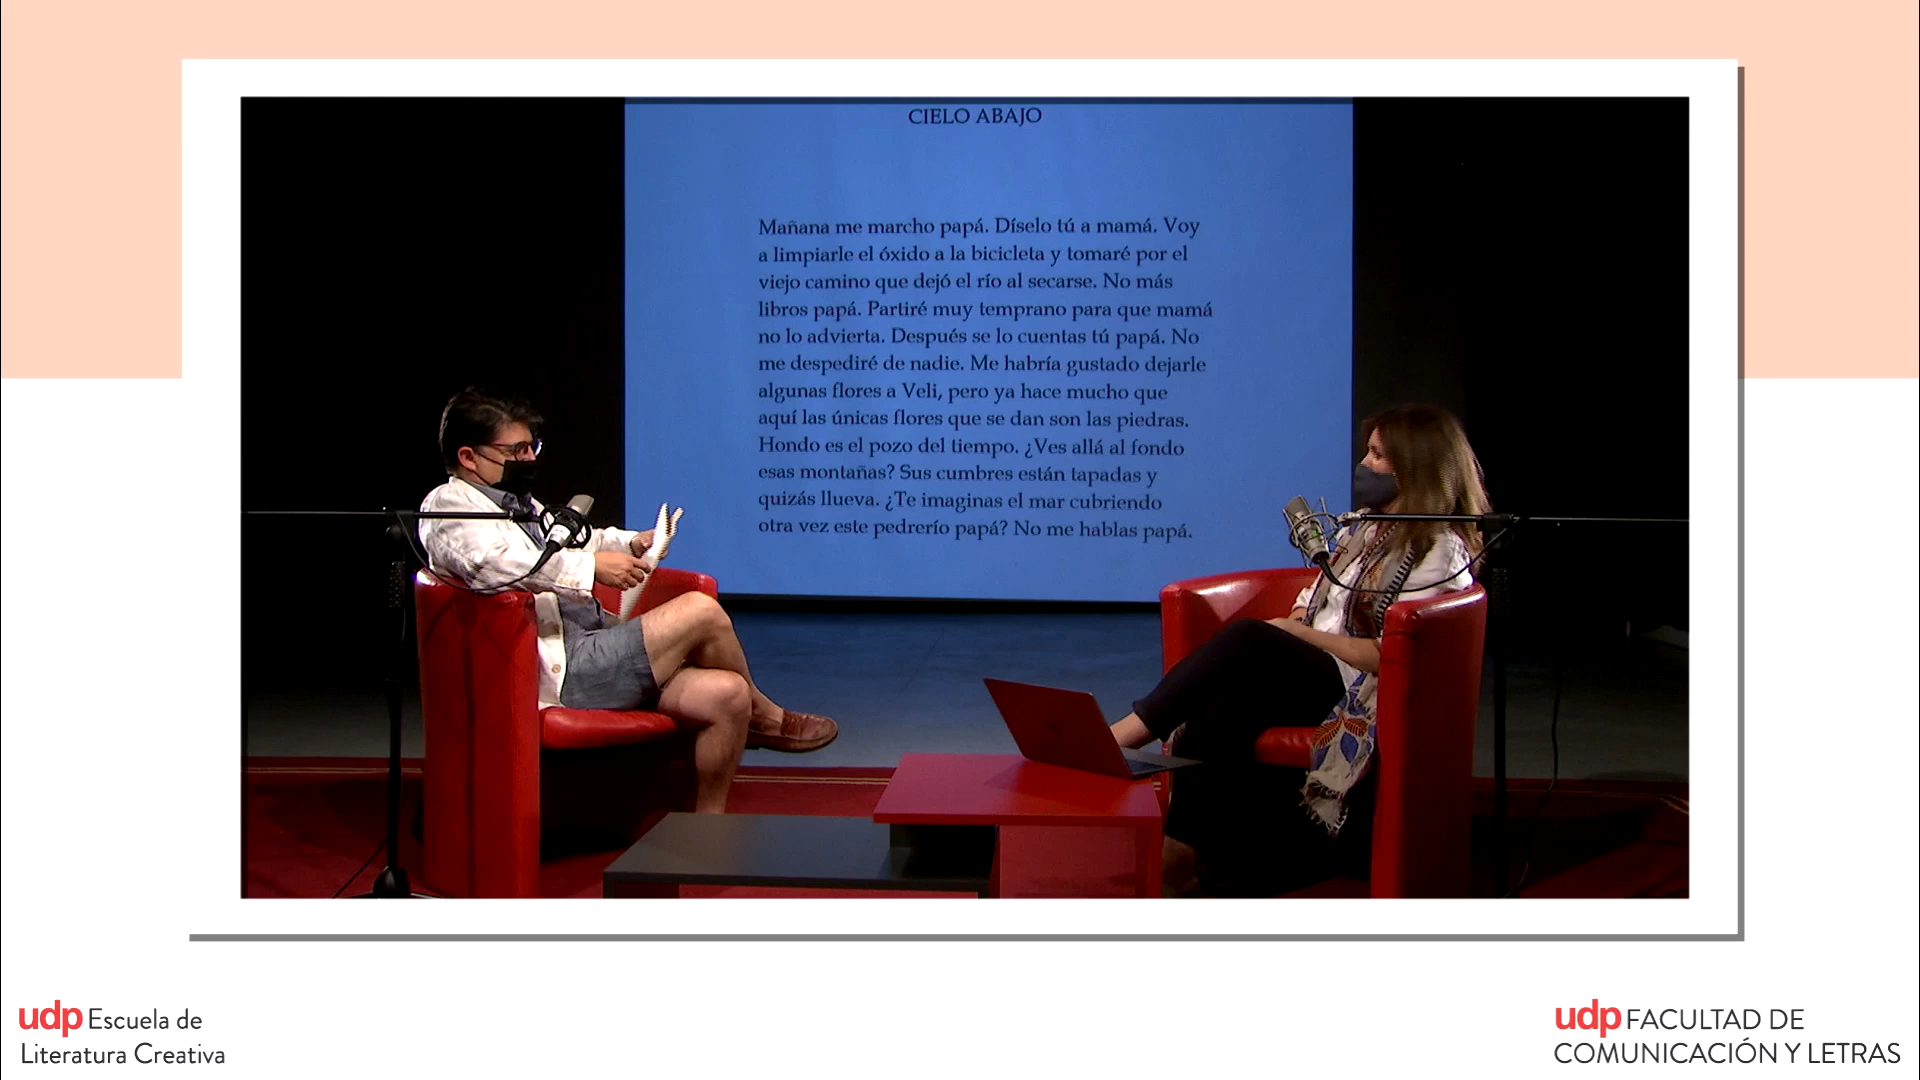 CIELO ABAJO
Mañana me marcho papá. Díselo tú a mamá. Voy
a limpiarle el óxido a la bicicleta y tomaré por el
viejo camino que dejó el río al secarse. No más
libros papá. Partiré muy temprano para que mamá
no lo advierta. Después se lo cuentas tú papá. No
me despediré de nadie. Me habría gustado dejarle
algunas flores a Veli, pero ya hace mucho que
aquí las únicas flores que se dan son las piedras.
Hondo es el pozo del tiempo. ¿Ves allá al fondo
esas montañas? Sus cumbres están tapadas y
quizás llueva. ¿Te imaginas el mar cubriendo
otra vez este pedrerío papá? No me hablas papá.
udp Escuela de
Literatura Creativa
udp FACULTAD DE
COMUNICACIÓN Y LETRAS